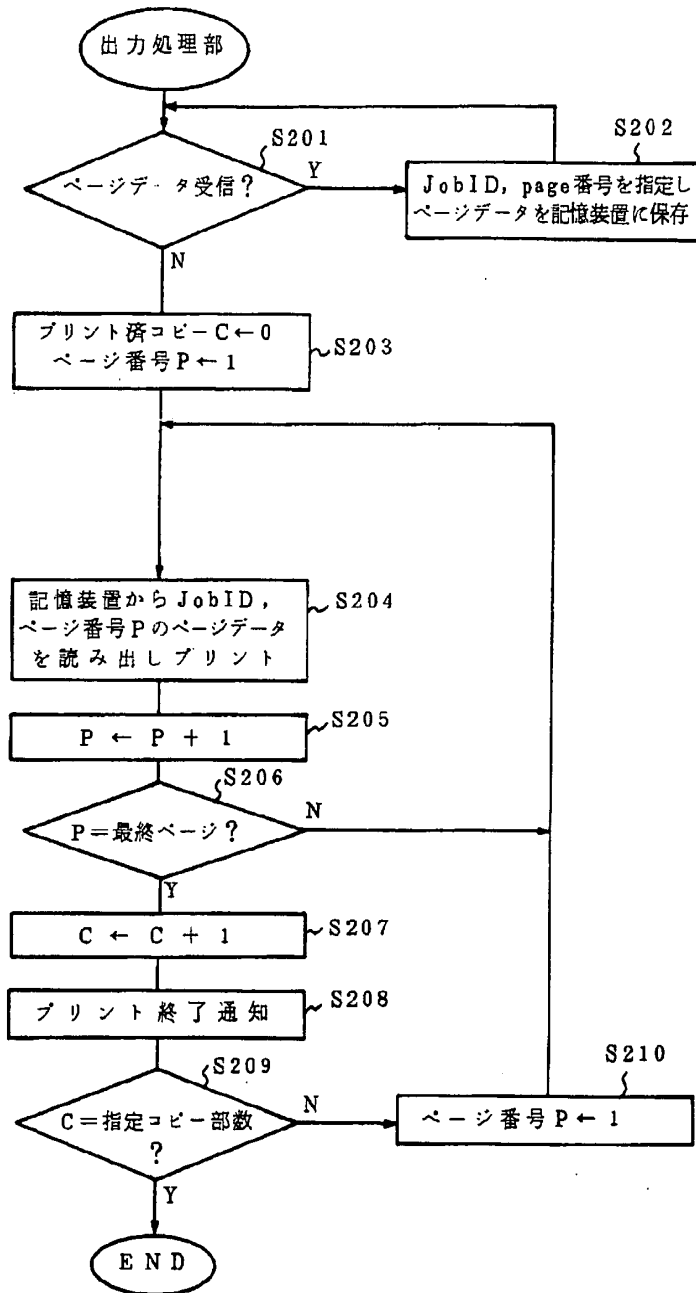 出力処理部
S201
ページデータ受信？
Y
N
S202
JobID，page番号を指定し
ページデータを記憶装置に保存
プリント済コピーC←0
ページ番号P←1
S203
記憶装置からJobID，
ページ番号Pのページデータ
を読み出しプリント
S204
P ← P + 1
S205
S206
P＝最終ページ？
N
Y
C ← C + 1
S207
プリント終了通知
S208
S209
C＝指定コピー部数
？
N
Y
S210
ページ番号P←1
END